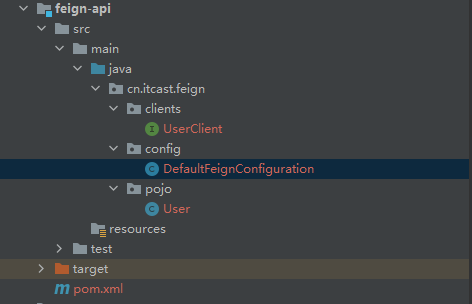 feign-api
src
main
java
cn.itcast.feign
clients
UserClient
config
DefaultFeignConfiguration
pojo
User
resources
test
target
pom.xml